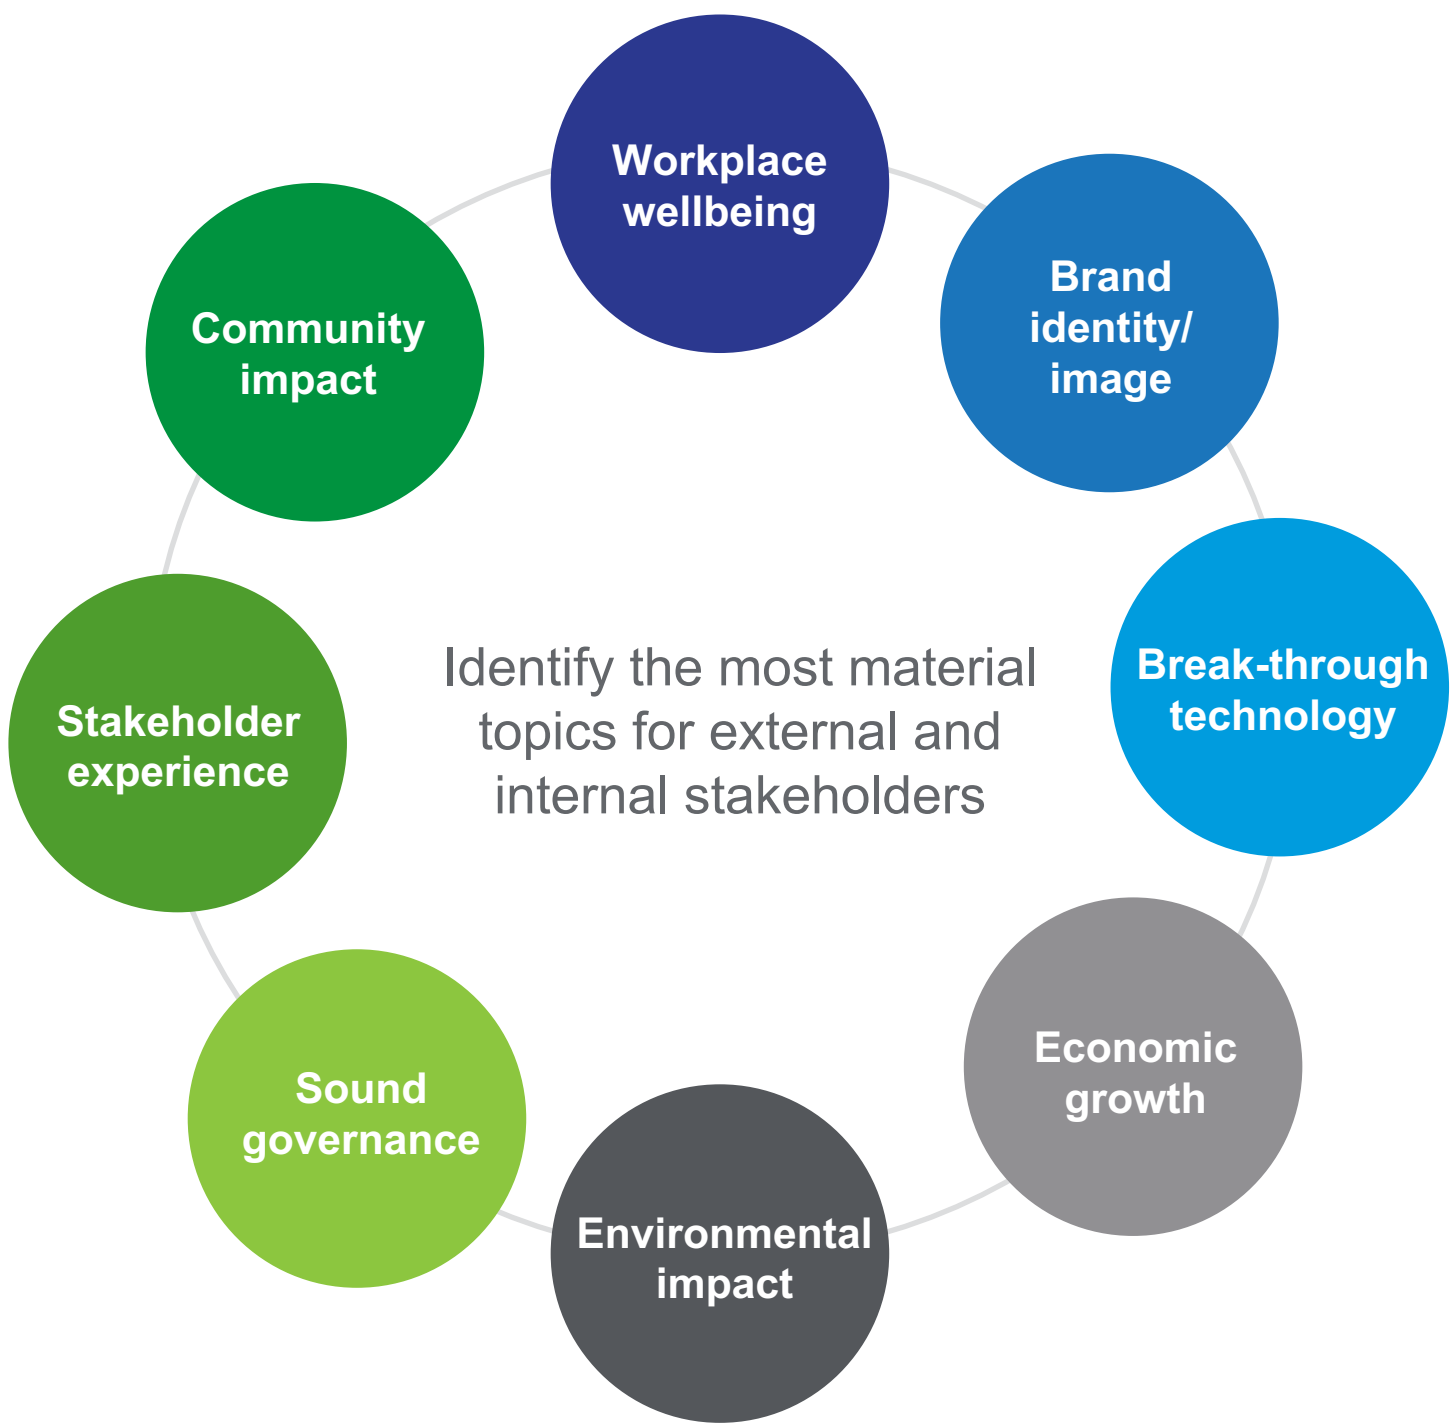 Workplace
wellbeing
Brand
identity/
image
Break-through
technology
Economic
growth
Environmental
impact
Sound
governance
Stakeholder
experience
Community
impact
Identify the most material
topics for external and
internal stakeholders